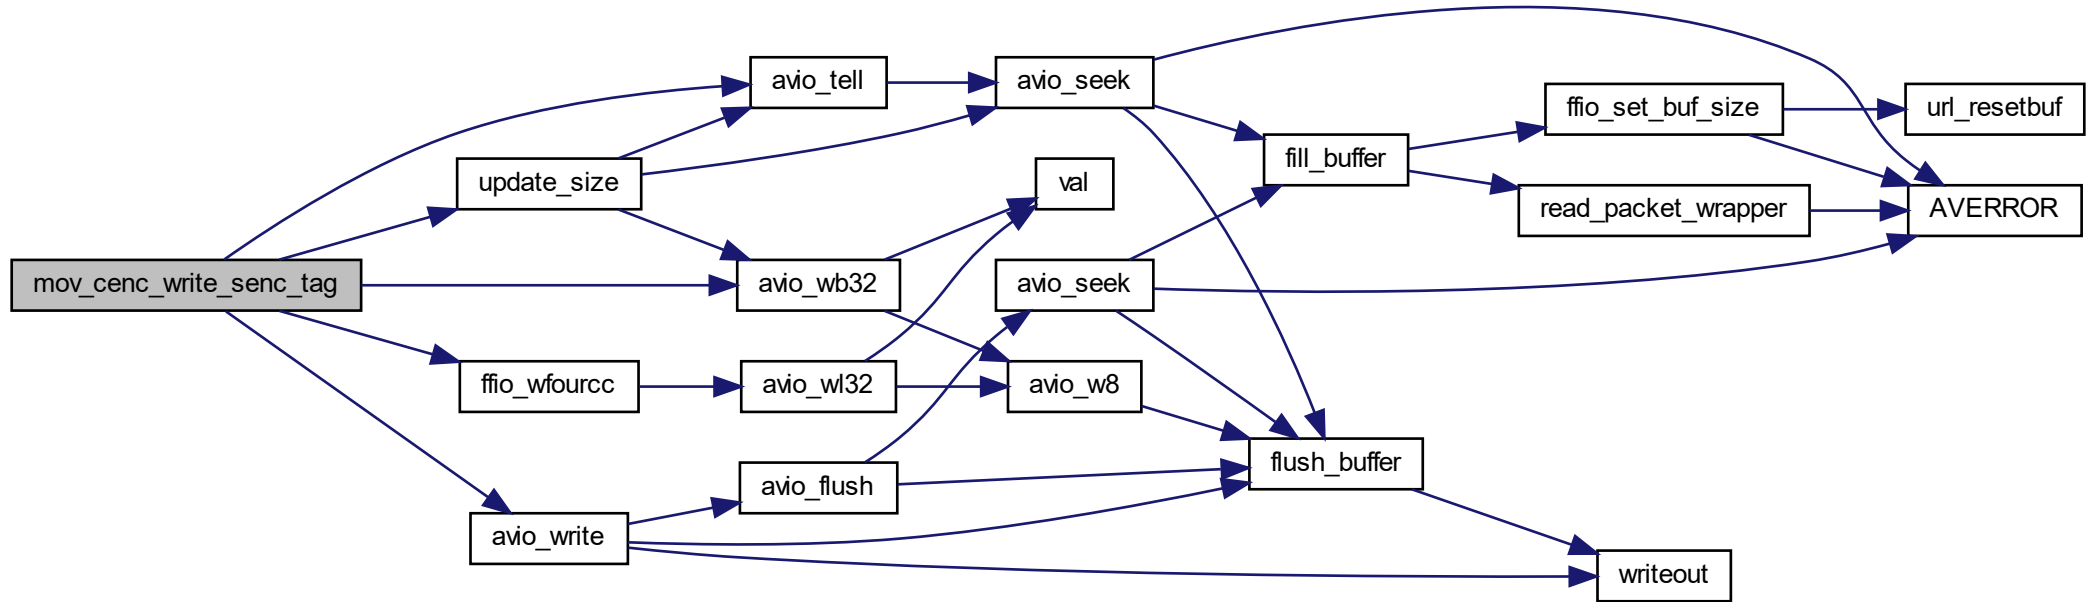 mov_cenc_write_senc_tag
avio_tell
update_size
avio_wb32
ffio_wfourcc
avio_write
avio_seek
val
avio_seek
avio_wl32
avio_w8
avio_flush
fill_buffer
flush_buffer
ffio_set_buf_size
read_packet_wrapper
writeout
url_resetbuf
AVERROR